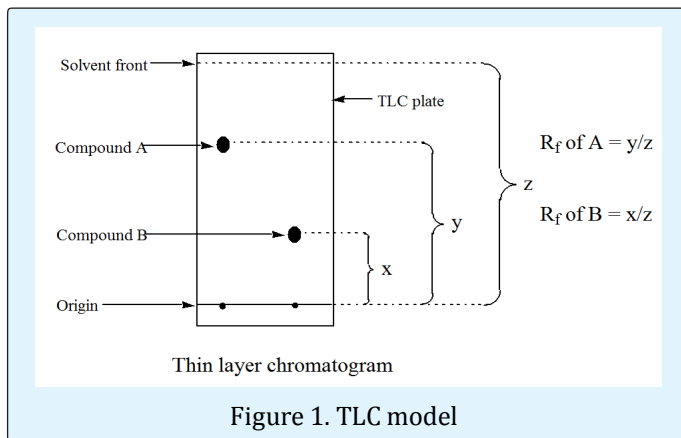 Solvent front
TLC plate
Compound A
Rf of A = y/z
z
Rf of B = x/z
y
Compound B
x
Origin
Thin layer chromatogram
Figure 1. TLC model